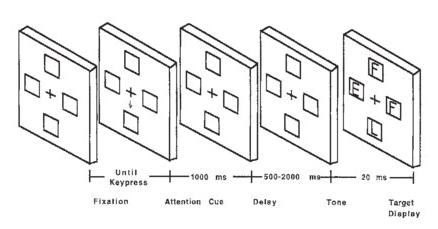 F
E F
L
Until
Keypress
1000 ms
500-2000 ms
20 ms
Fixation
Attention Cue
Delay
Tone
Target
Display